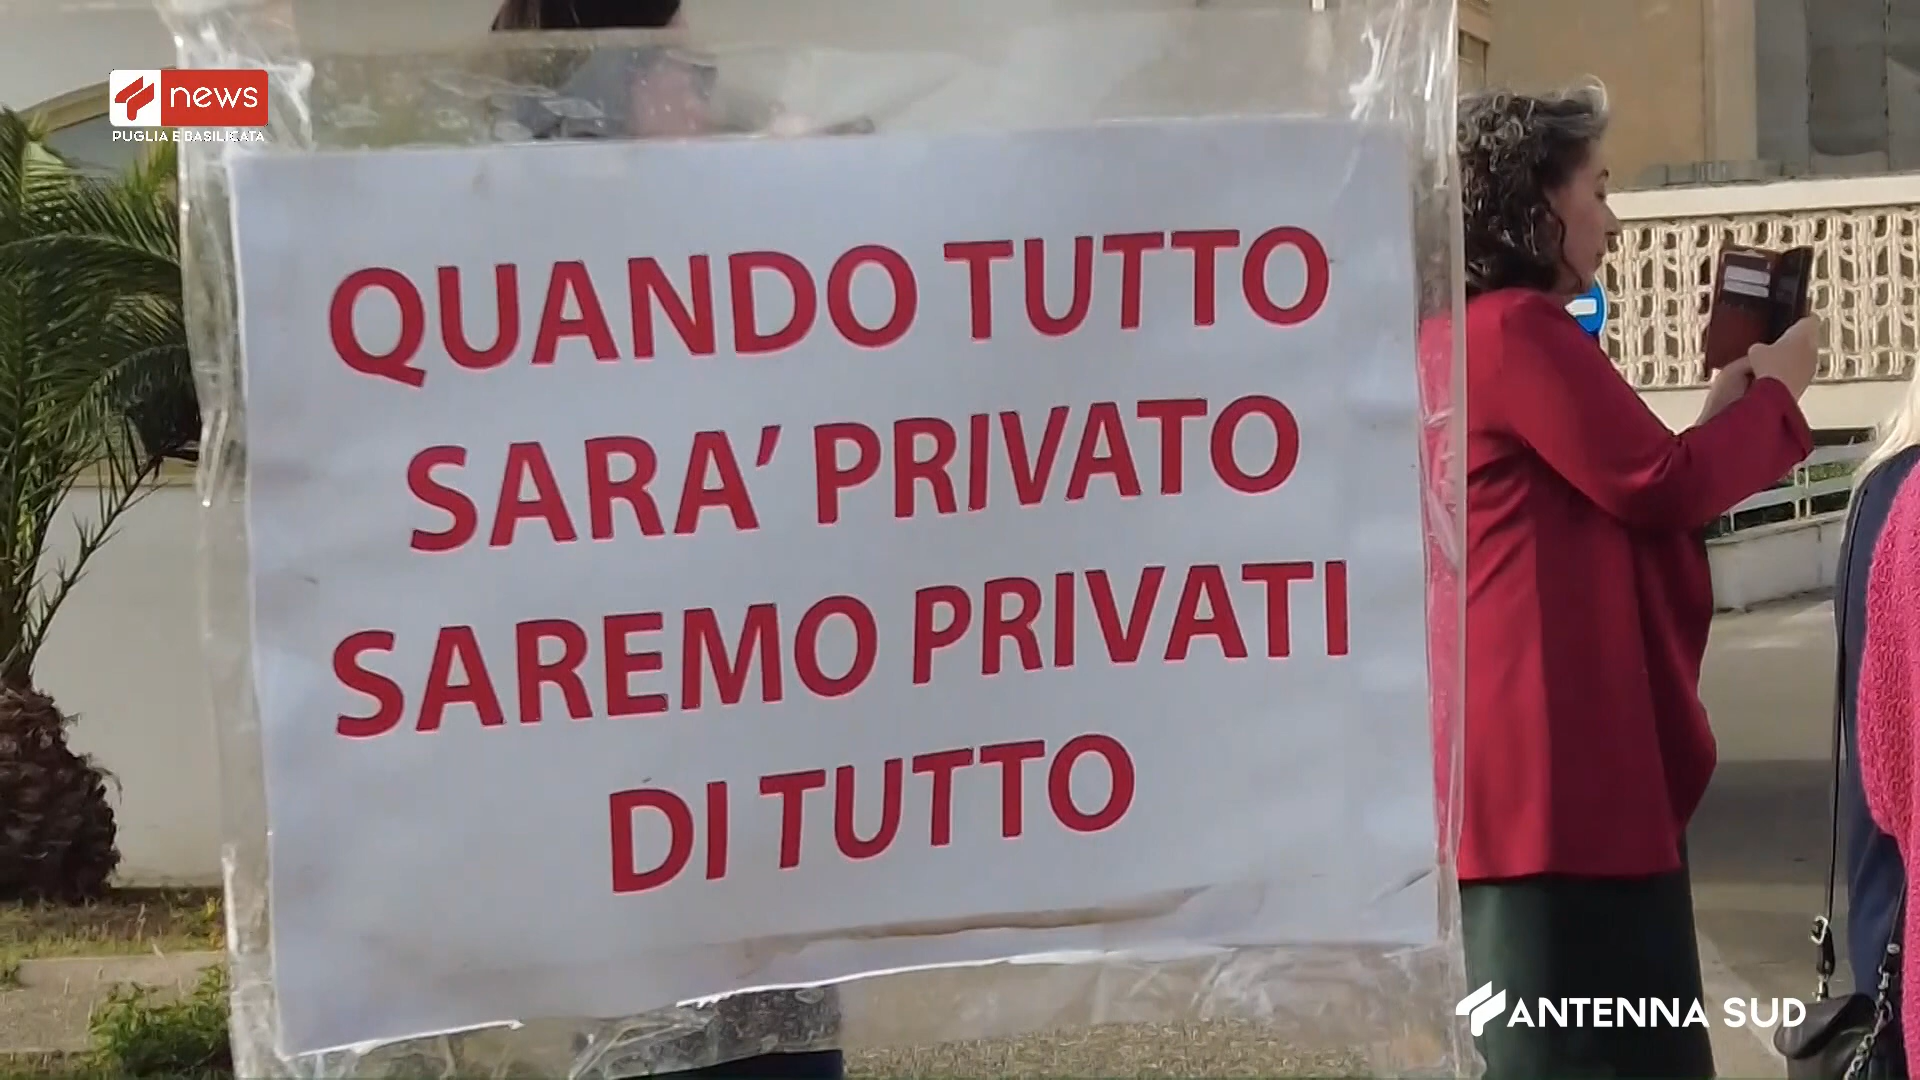 news
PUGLIA E BASILICATA
QUANDO TUTTO
SARA' PRIVATO
SAREMO PRIVATI
DI TUTTO
ANTENNA SUD